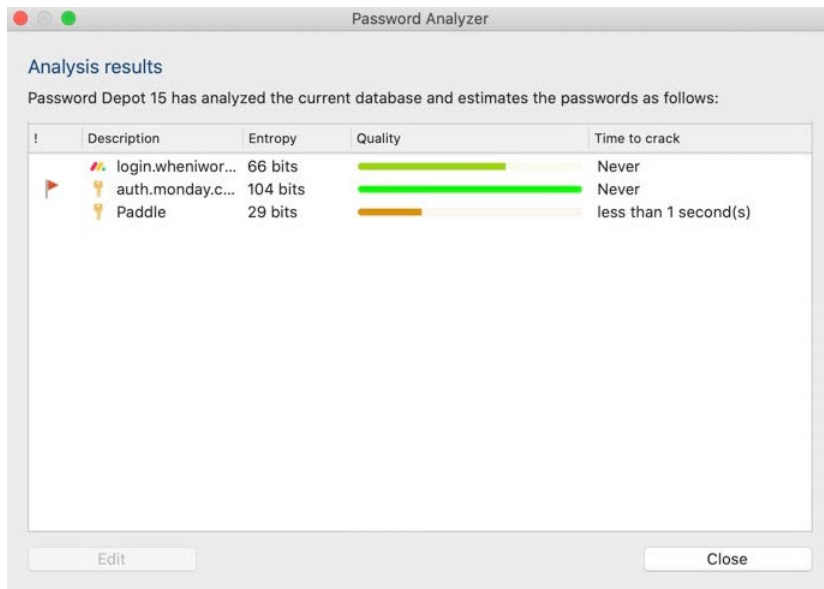 Password Analyzer
Analysis results
Password Depot 15 has analyzed the current database and estimates the passwords as follows:
! Description Entropy Quality Time to crack
login.wheniwor... 66 bits Never
auth.monday.c... 104 bits Never
Paddle 29 bits less than 1 second(s)
Edit Close